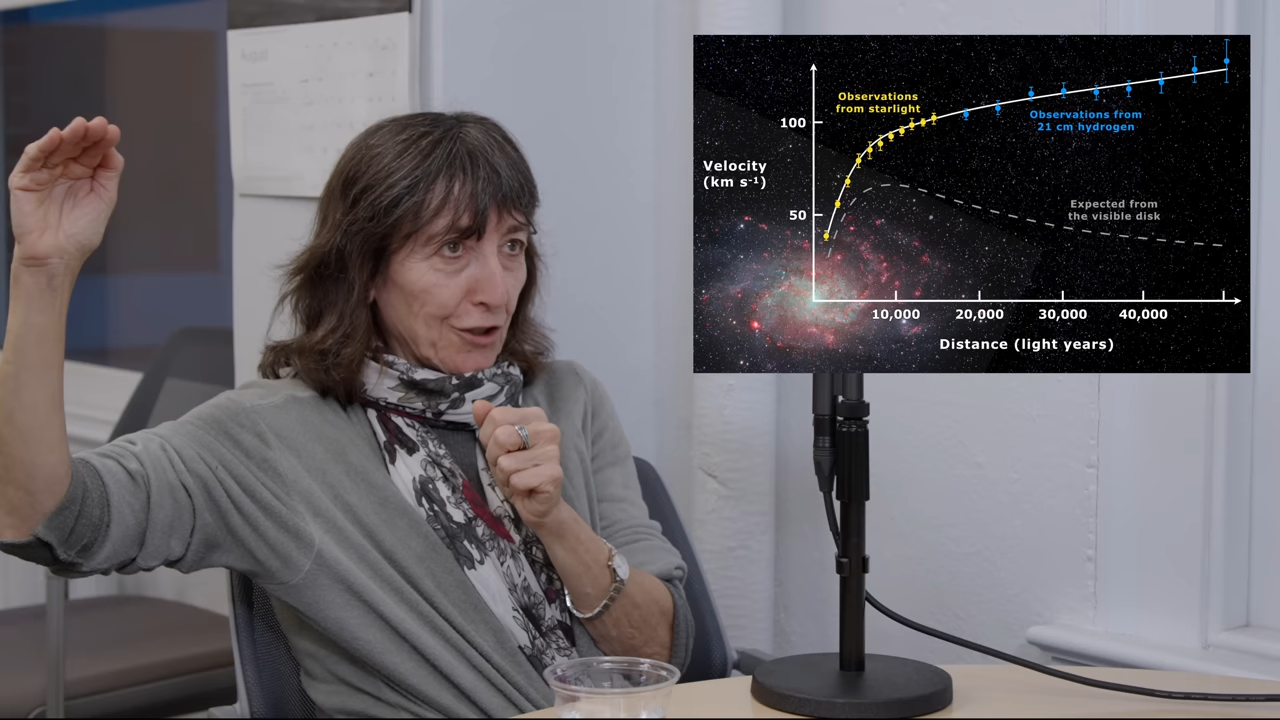 August
Observations
from starlight
100
Observations from
21 cm hydrogen
Velocity
(km s-1)
Expected from
the visible disk
50
10,000
20,000
30,000
40,000
Distance (light years)